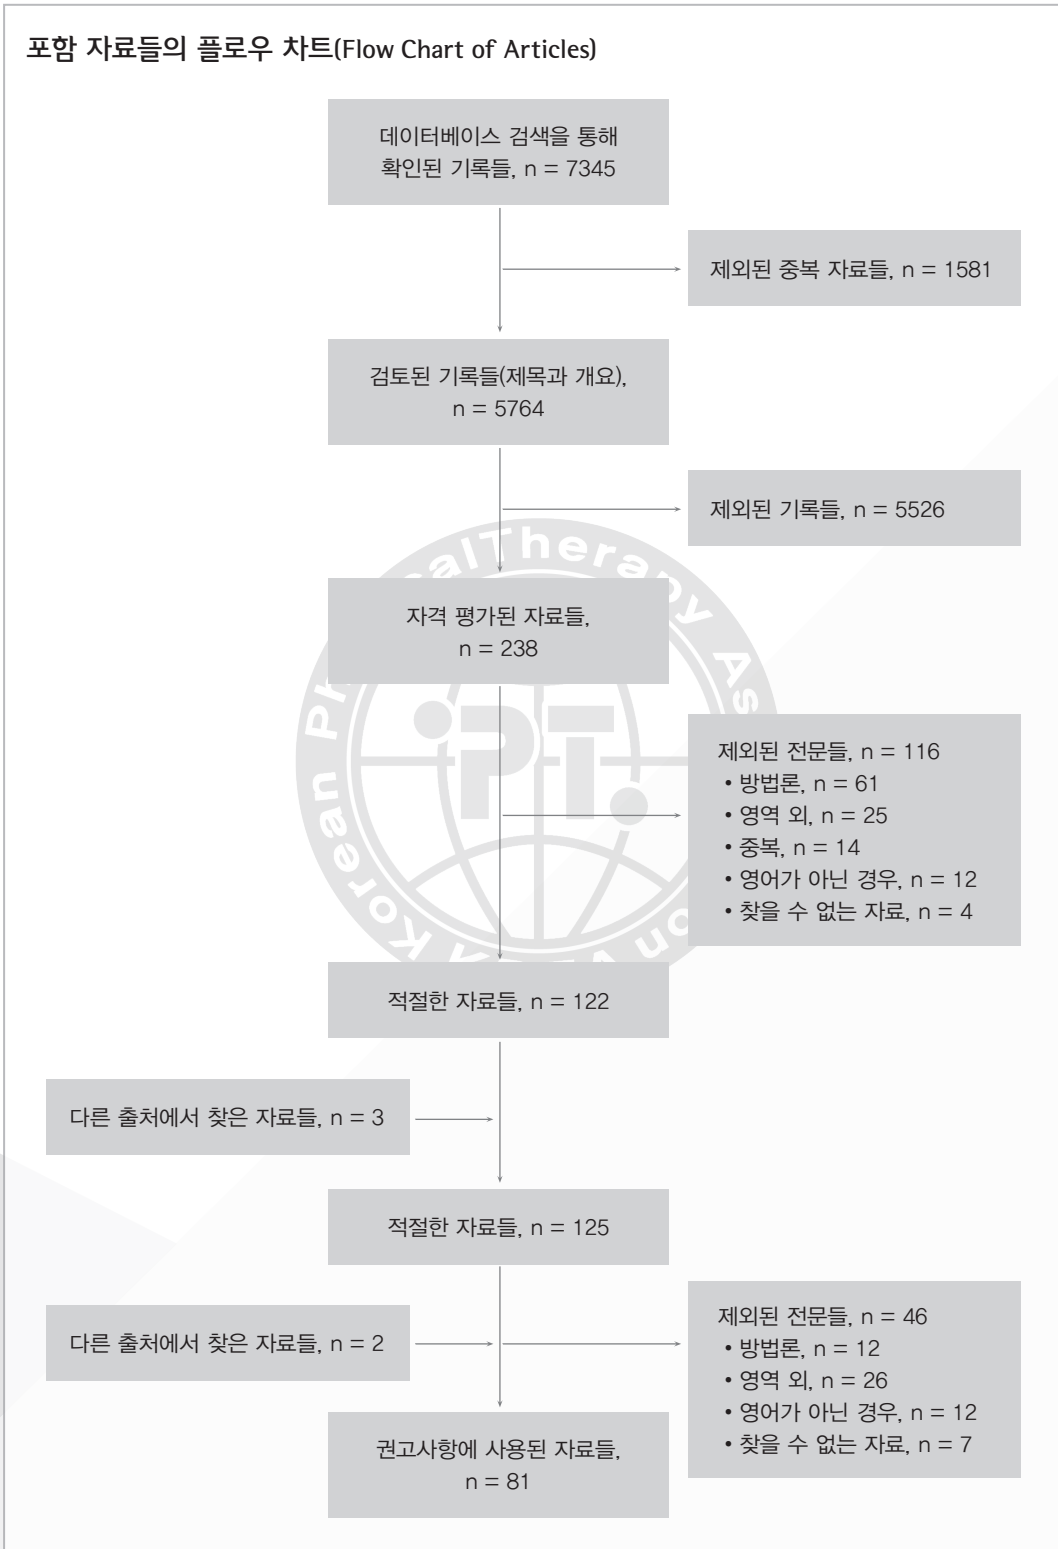 포함 자료들의 플로우 차트(Flow Chart of Articles)
데이터베이스 검색을 통해
확인된 기록들, n = 7345
제외된 중복 자료들, n = 1581
검토된 기록들(제목과 개요),
n = 5764
제외된 기록들, n = 5526
자격 평가된 자료들,
n = 238
제외된 전문들, n = 116
• 방법론, n = 61
• 영역 외, n = 25
• 중복, n = 14
• 영어가 아닌 경우, n = 12
• 찾을 수 없는 자료, n = 4
적절한 자료들, n = 122
다른 출처에서 찾은 자료들, n = 3
적절한 자료들, n = 125
다른 출처에서 찾은 자료들, n = 2
제외된 전문들, n = 46
• 방법론, n = 12
• 영역 외, n = 26
• 영어가 아닌 경우, n = 12
• 찾을 수 없는 자료, n = 7
권고사항에 사용된 자료들,
n = 81
Korean
Therapy
PT